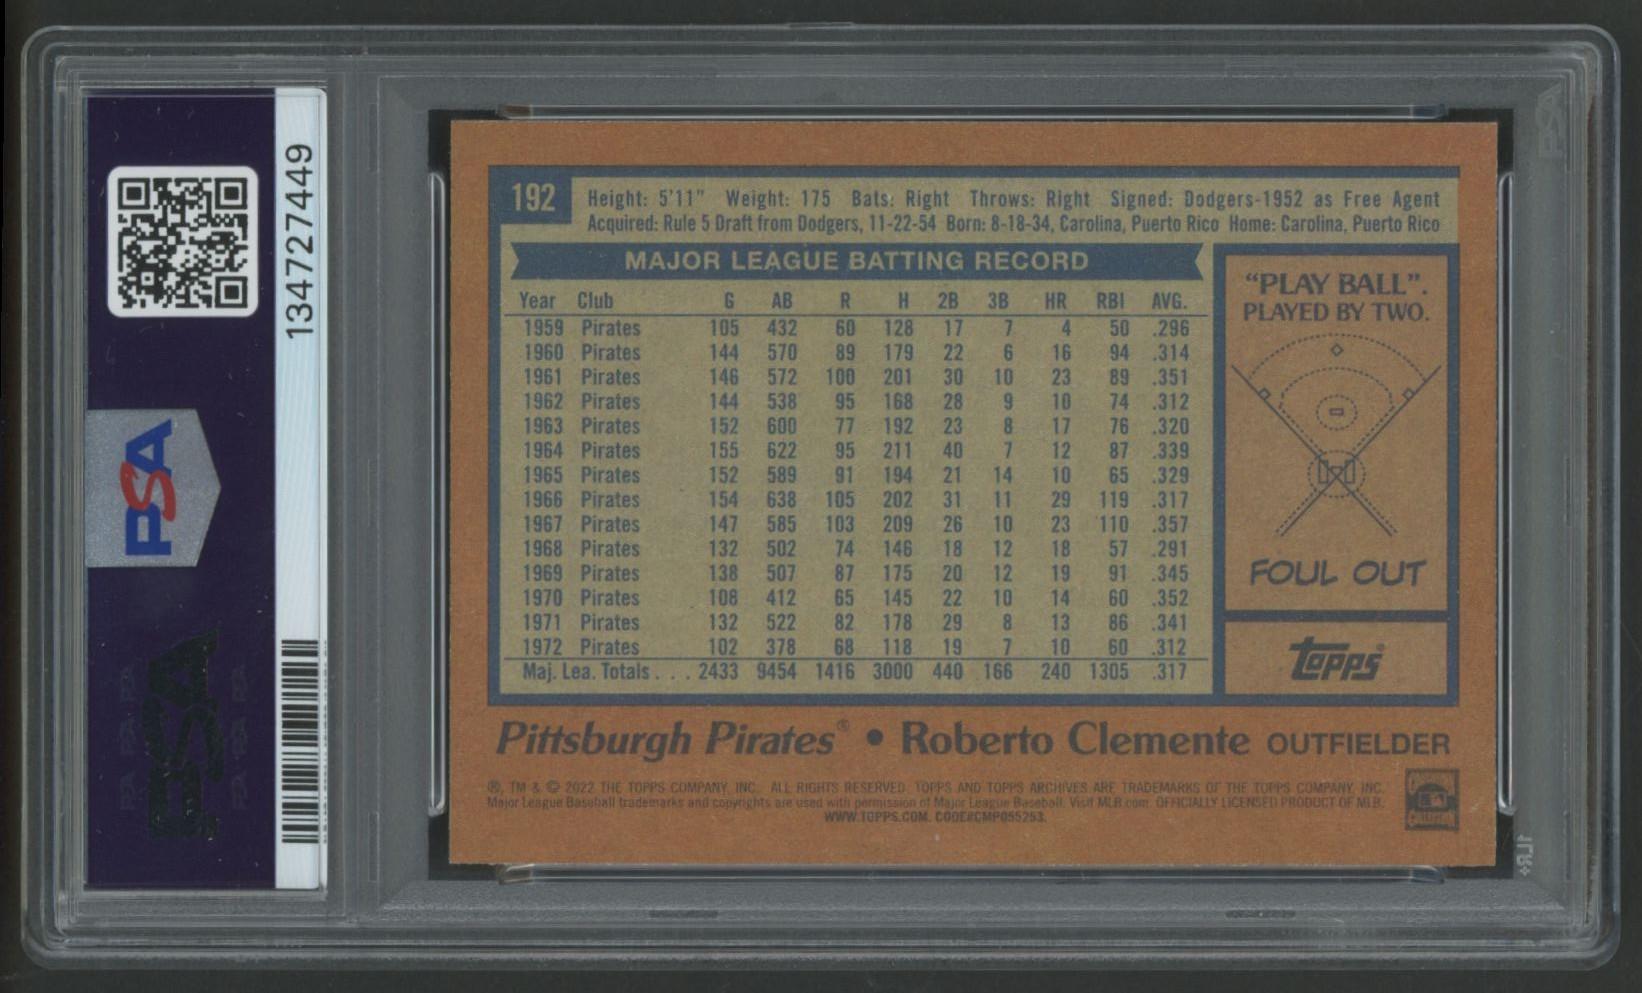 134727449
PSA
PSA
192
Height: 5'11" Weight: 175 Bats: Right Throws: Right Signed: Dodgers-1952 as Free Agent
Acquired: Rule 5 Draft from Dodgers, 11-22-54 Born: 8-18-34, Carolina, Puerto Rico Home: Carolina, Puerto Rico
MAJOR LEAGUE BATTING RECORD
Year Club G AB R H 2B 3B HR RBI AVG.
1959 Pirates 105 432 60 128 17 7 4 50 .296
1960 Pirates 144 570 89 179 22 6 16 94 .314
1961 Pirates 146 572 100 201 30 10 23 89 .351
1962 Pirates 144 538 95 168 28 9 10 74 .312
1963 Pirates 152 600 77 192 23 8 17 76 .320
1964 Pirates 155 622 95 211 40 7 12 87 .339
1965 Pirates 152 589 91 194 21 14 10 65 .329
1966 Pirates 154 638 105 202 31 11 29 119 .317
1967 Pirates 147 585 103 209 26 10 23 110 .357
1968 Pirates 132 502 74 146 18 12 18 57 .291
1969 Pirates 138 507 87 175 20 12 19 91 .345
1970 Pirates 108 412 65 145 22 10 14 60 .352
1971 Pirates 132 522 82 178 29 8 13 86 .341
1972 Pirates 102 378 68 118 19 7 10 60 .312
Maj. Lea. Totals . . . 2433 9454 1416 3000 440 166 240 1305 .317
"PLAY BALL".
PLAYED BY TWO.
FOUL OUT
topps®
Pittsburgh Pirates® • Roberto Clemente OUTFIELDER
®, TM & © 2022 THE TOPPS COMPANY, INC. ALL RIGHTS RESERVED. TOPPS AND TOPPS ARCHIVES ARE TRADEMARKS OF THE TOPPS COMPANY, INC.
Major League Baseball trademarks and copyrights are used with permission of Major League Baseball. Visit MLB.com. OFFICIALLY LICENSED PRODUCT OF MLB.
WWW.TOPPS.COM. CODE#CMP055253.
PSA